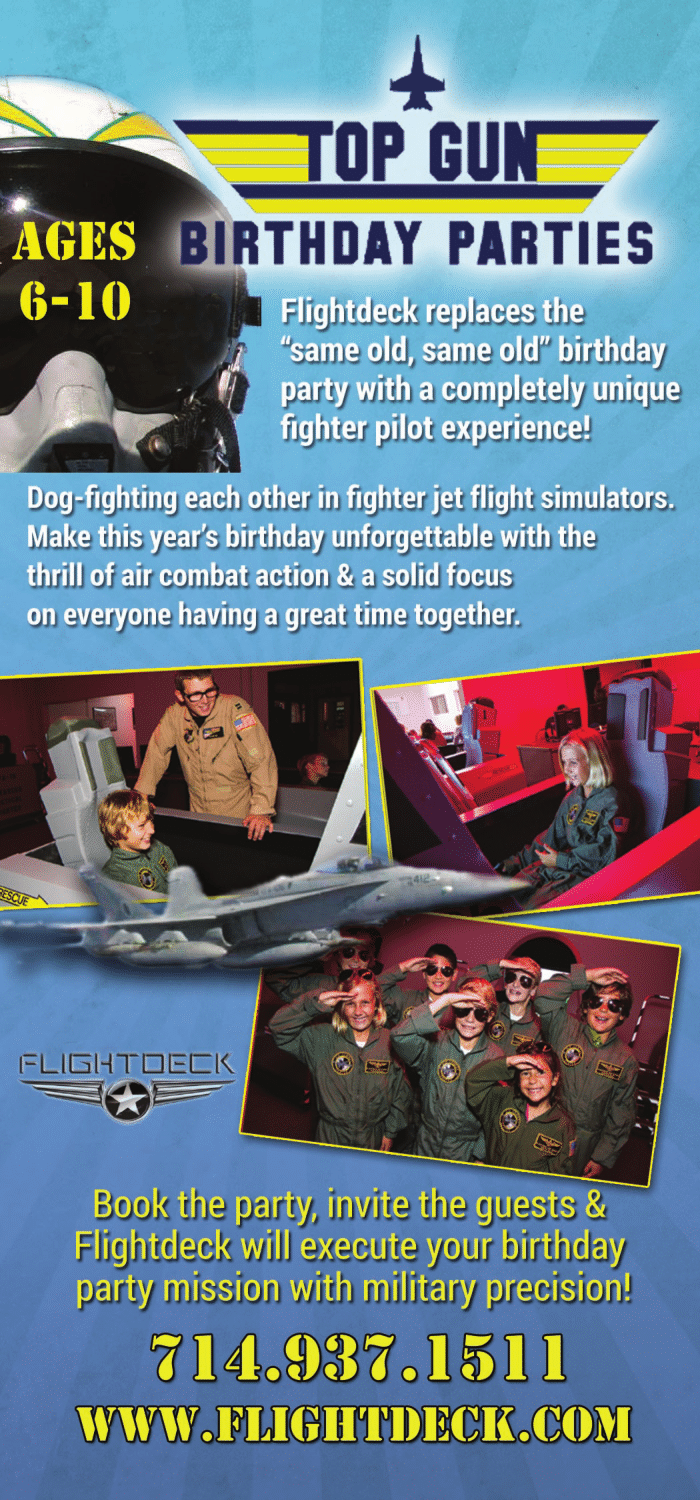 TOP GUN
BIRTHDAY PARTIES
AGES
6-10
Flightdeck replaces the
“same old, same old” birthday
party with a completely unique
fighter pilot experience!
Dog-fighting each other in fighter jet flight simulators.
Make this year’s birthday unforgettable with the
thrill of air combat action & a solid focus
on everyone having a great time together.
RESCUE
412
FLIGHTDECK
Book the party, invite the guests &
Flightdeck will execute your birthday
party mission with military precision!
714.937.1511
WWW.FLIGHTDECK.COM